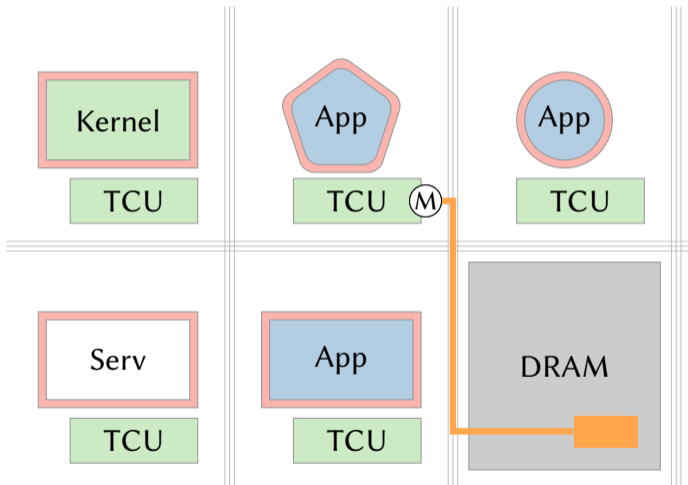 Kernel
App
App
TCU
TCU
M
TCU
Serv
App
DRAM
TCU
TCU